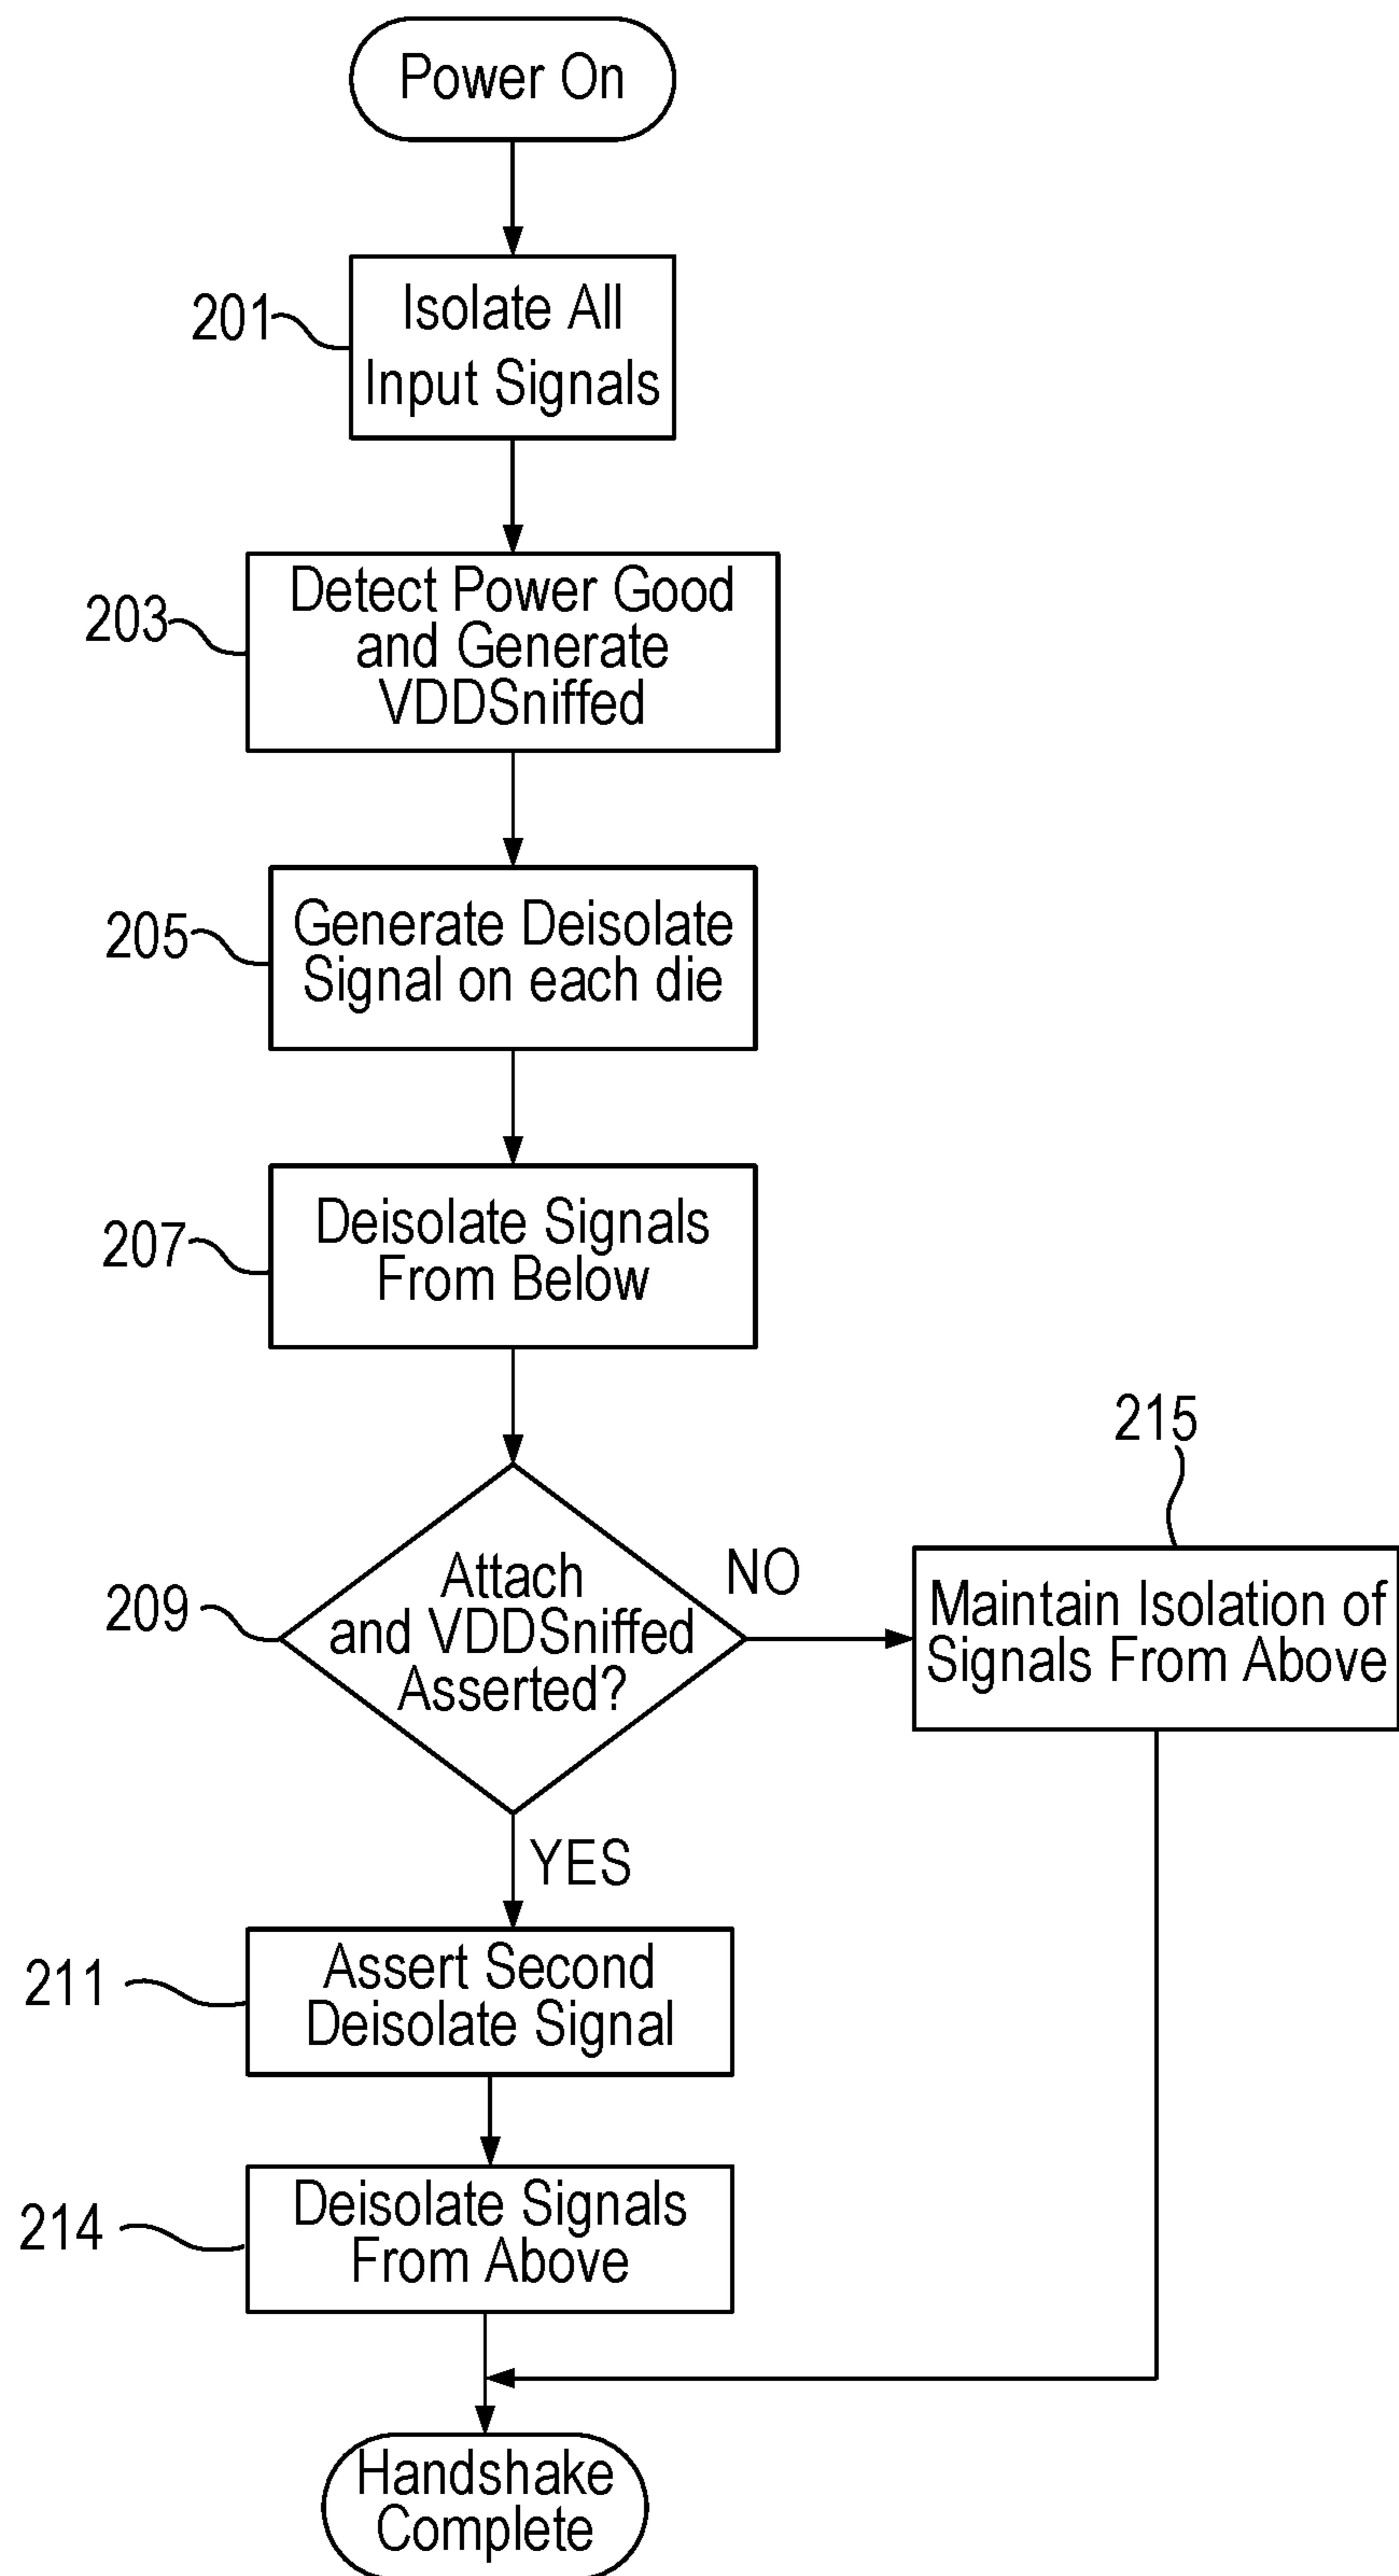 Power On
201
Isolate All
Input Signals
203
Detect Power Good
and Generate
VDDSniffed
205
Generate Deisolate
Signal on each die
207
Deisolate Signals
From Below
209
Attach
and VDDSniffed
Asserted?
NO
215
Maintain Isolation of
Signals From Above
YES
211
Assert Second
Deisolate Signal
214
Deisolate Signals
From Above
Handshake
Complete